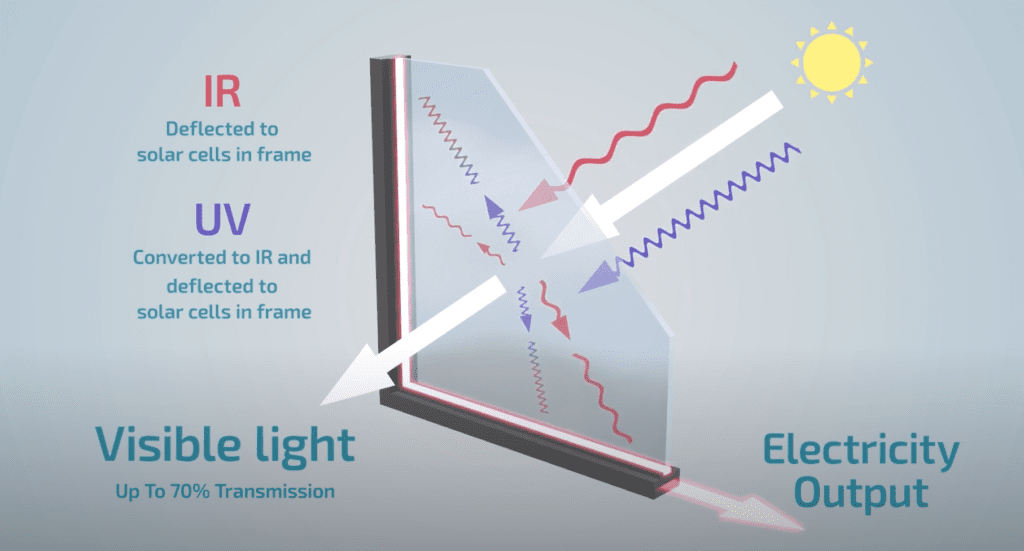 IR
Deflected to
solar cells in frame
UV
Converted to IR and
deflected to
solar cells in frame
Visible light
Up To 70% Transmission
Electricity
Output